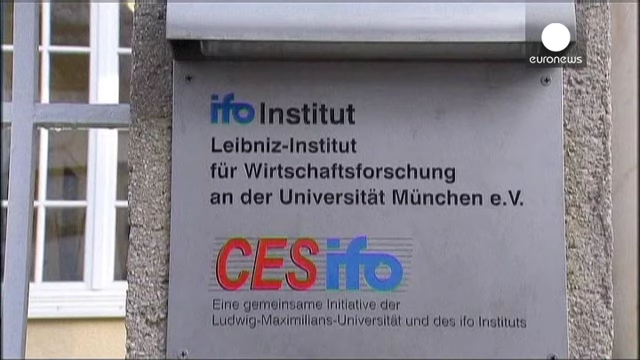 euronews
ifo Institut
Leibniz-Institut
für Wirtschaftsforschung
an der Universität München e.V.
CESifo
Eine gemeinsame Initiative der
Ludwig-Maximilians-Universität und des ifo Instituts